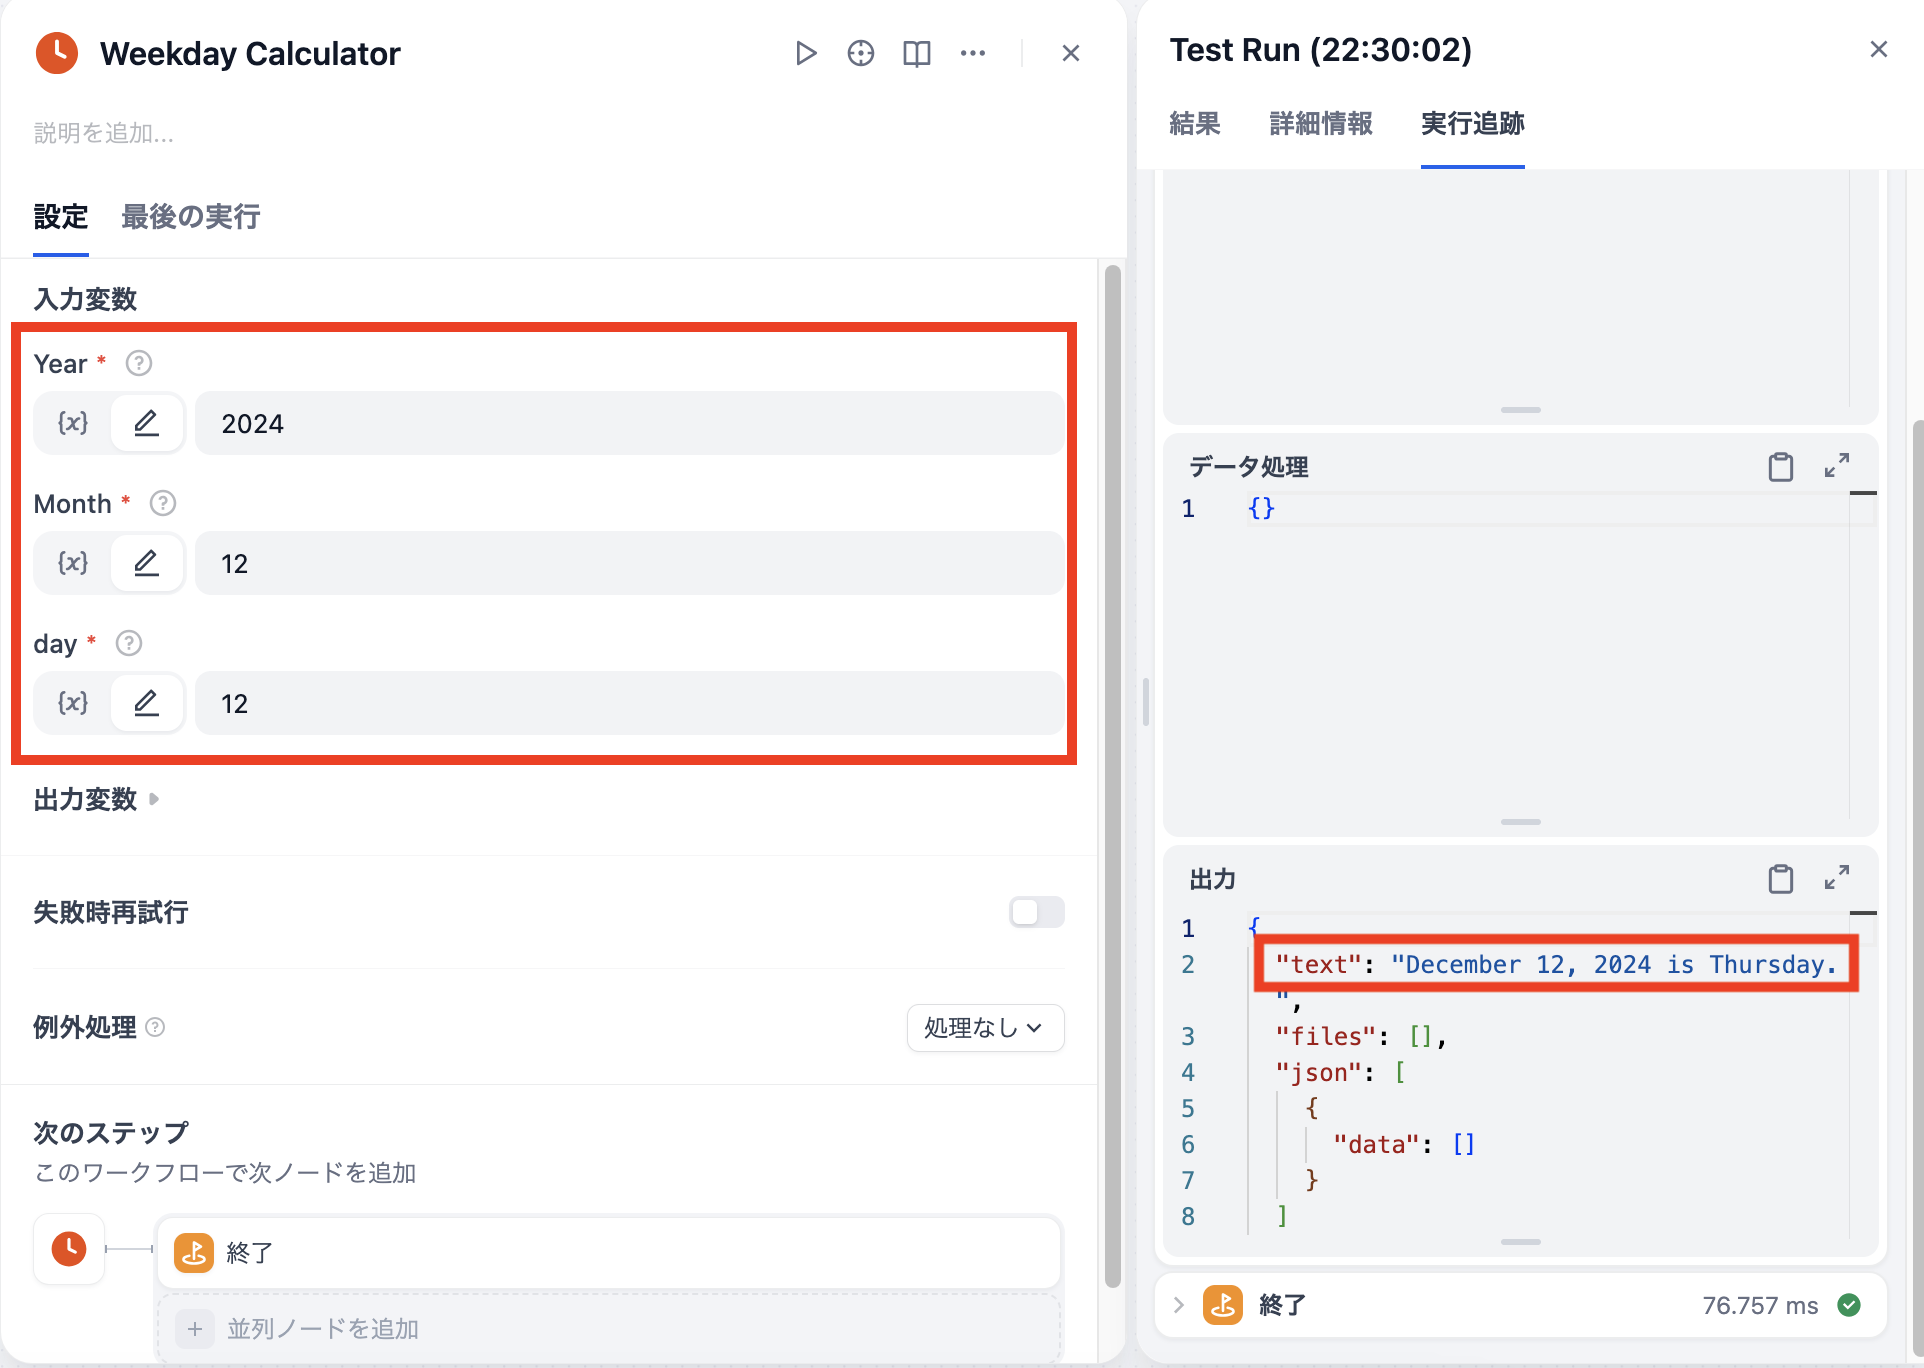 Weekday Calculator
説明を追加...
設定 最後の実行
入力変数
Year *
{x} 2024
Month *
{x} 12
day *
{x} 12
出力変数
失敗時再試行
例外処理
処理なし
次のステップ
このワークフローで次ノードを追加
終了
+ 並列ノードを追加
Test Run (22:30:02)
結果 詳細情報 実行追跡
データ処理
1 {}
出力
1 {
2 "text": "December 12, 2024 is Thursday.
",
3 "files": [],
4 "json": [
5 {
6 "data": []
7 }
8 ]
終了 76.757 ms